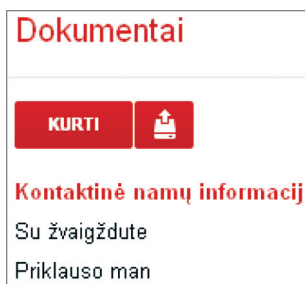 Dokumentai
KURTI
Kontaktinė namų informacij
Su žvaigždute
Priklauso man